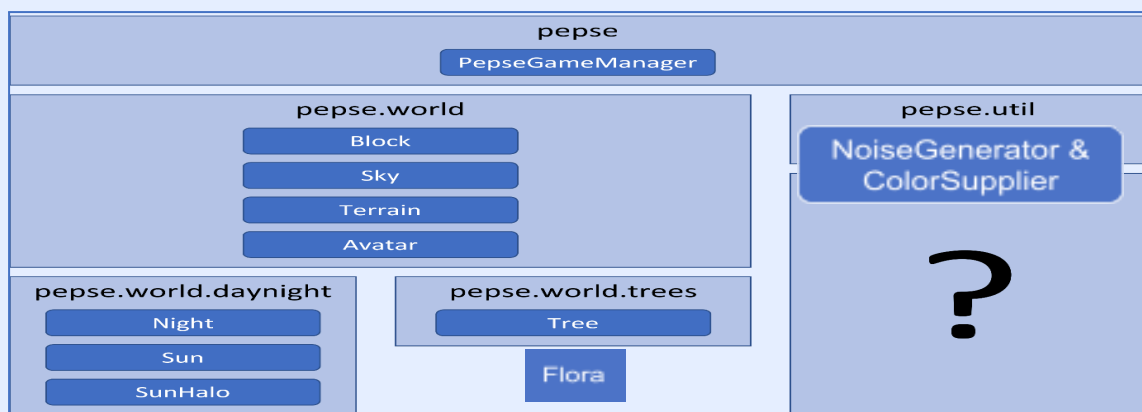 pepse
PepseGameManager
pepse.world
Block
Sky
Terrain
Avatar
pepse.util
NoiseGenerator &
ColorSupplier
pepse.world.daynight
Night
Sun
SunHalo
pepse.world.trees
Tree
Flora
?